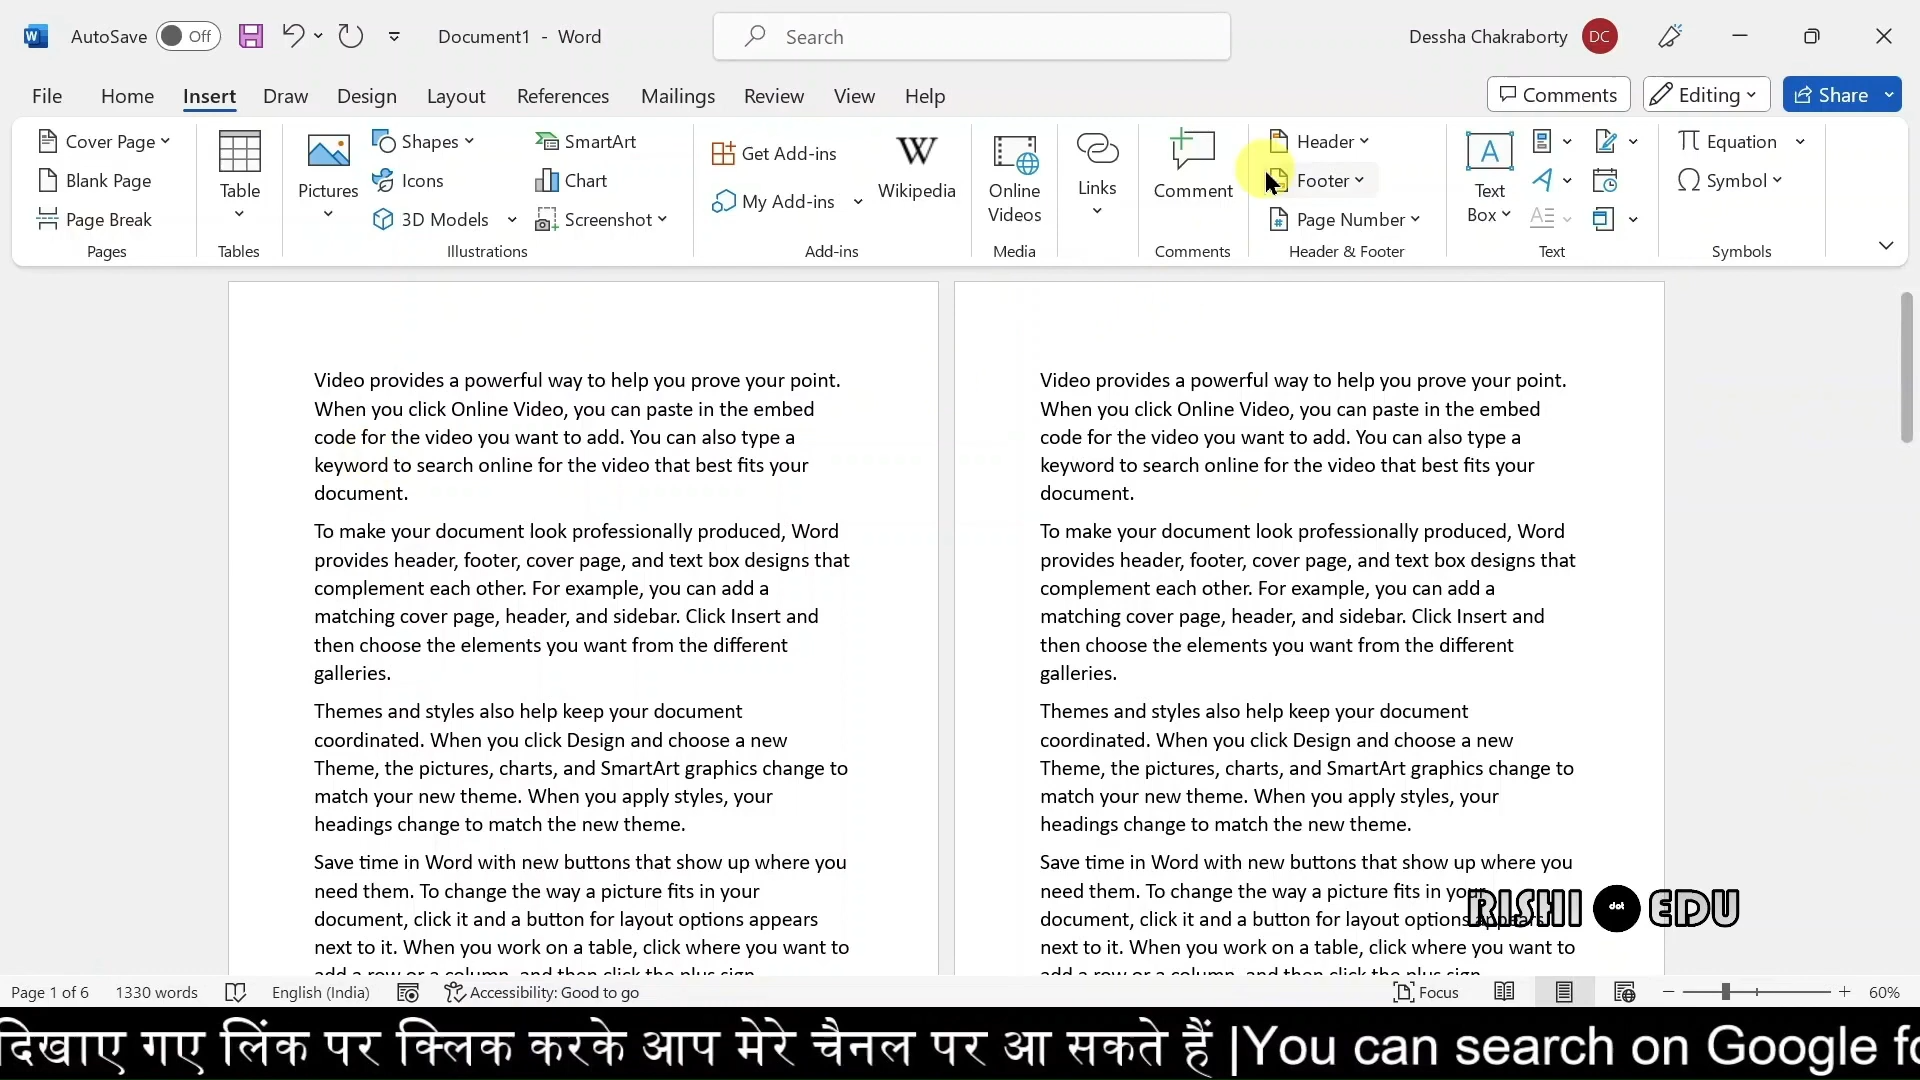 AutoSave Off Document1 - Word Search Dessha Chakraborty DC
File Home Insert Draw Design Layout References Mailings Review View Help Comments Editing Share
Cover Page
Blank Page
Page Break
Pages
Table
Tables
Pictures
Shapes
Icons
3D Models
SmartArt
Chart
Screenshot
Illustrations
Get Add-ins
My Add-ins
Wikipedia
Add-ins
Online
Videos
Media
Links
Comment
Comments
Header
Footer
Page Number
Header & Footer
Text
Box
Text
Equation
Symbol
Symbols
Video provides a powerful way to help you prove your point.
When you click Online Video, you can paste in the embed
code for the video you want to add. You can also type a
keyword to search online for the video that best fits your
document.
To make your document look professionally produced, Word
provides header, footer, cover page, and text box designs that
complement each other. For example, you can add a
matching cover page, header, and sidebar. Click Insert and
then choose the elements you want from the different
galleries.
Themes and styles also help keep your document
coordinated. When you click Design and choose a new
Theme, the pictures, charts, and SmartArt graphics change to
match your new theme. When you apply styles, your
headings change to match the new theme.
Save time in Word with new buttons that show up where you
need them. To change the way a picture fits in your
document, click it and a button for layout options appears
next to it. When you work on a table, click where you want to
add a row or a column, and then click the plus sign.
Video provides a powerful way to help you prove your point.
When you click Online Video, you can paste in the embed
code for the video you want to add. You can also type a
keyword to search online for the video that best fits your
document.
To make your document look professionally produced, Word
provides header, footer, cover page, and text box designs that
complement each other. For example, you can add a
matching cover page, header, and sidebar. Click Insert and
then choose the elements you want from the different
galleries.
Themes and styles also help keep your document
coordinated. When you click Design and choose a new
Theme, the pictures, charts, and SmartArt graphics change to
match your new theme. When you apply styles, your
headings change to match the new theme.
Save time in Word with new buttons that show up where you
need them. To change the way a picture fits in your
document, click it and a button for layout options appears
next to it. When you work on a table, click where you want to
add a row or a column, and then click the plus sign.
RISHI dot EDU
Page 1 of 6 1330 words English (India) Accessibility: Good to go Focus 60%
दिखाए गए लिंक पर क्लिक करके आप मेरे चैनल पर आ सकते हैं |You can search on Google fo